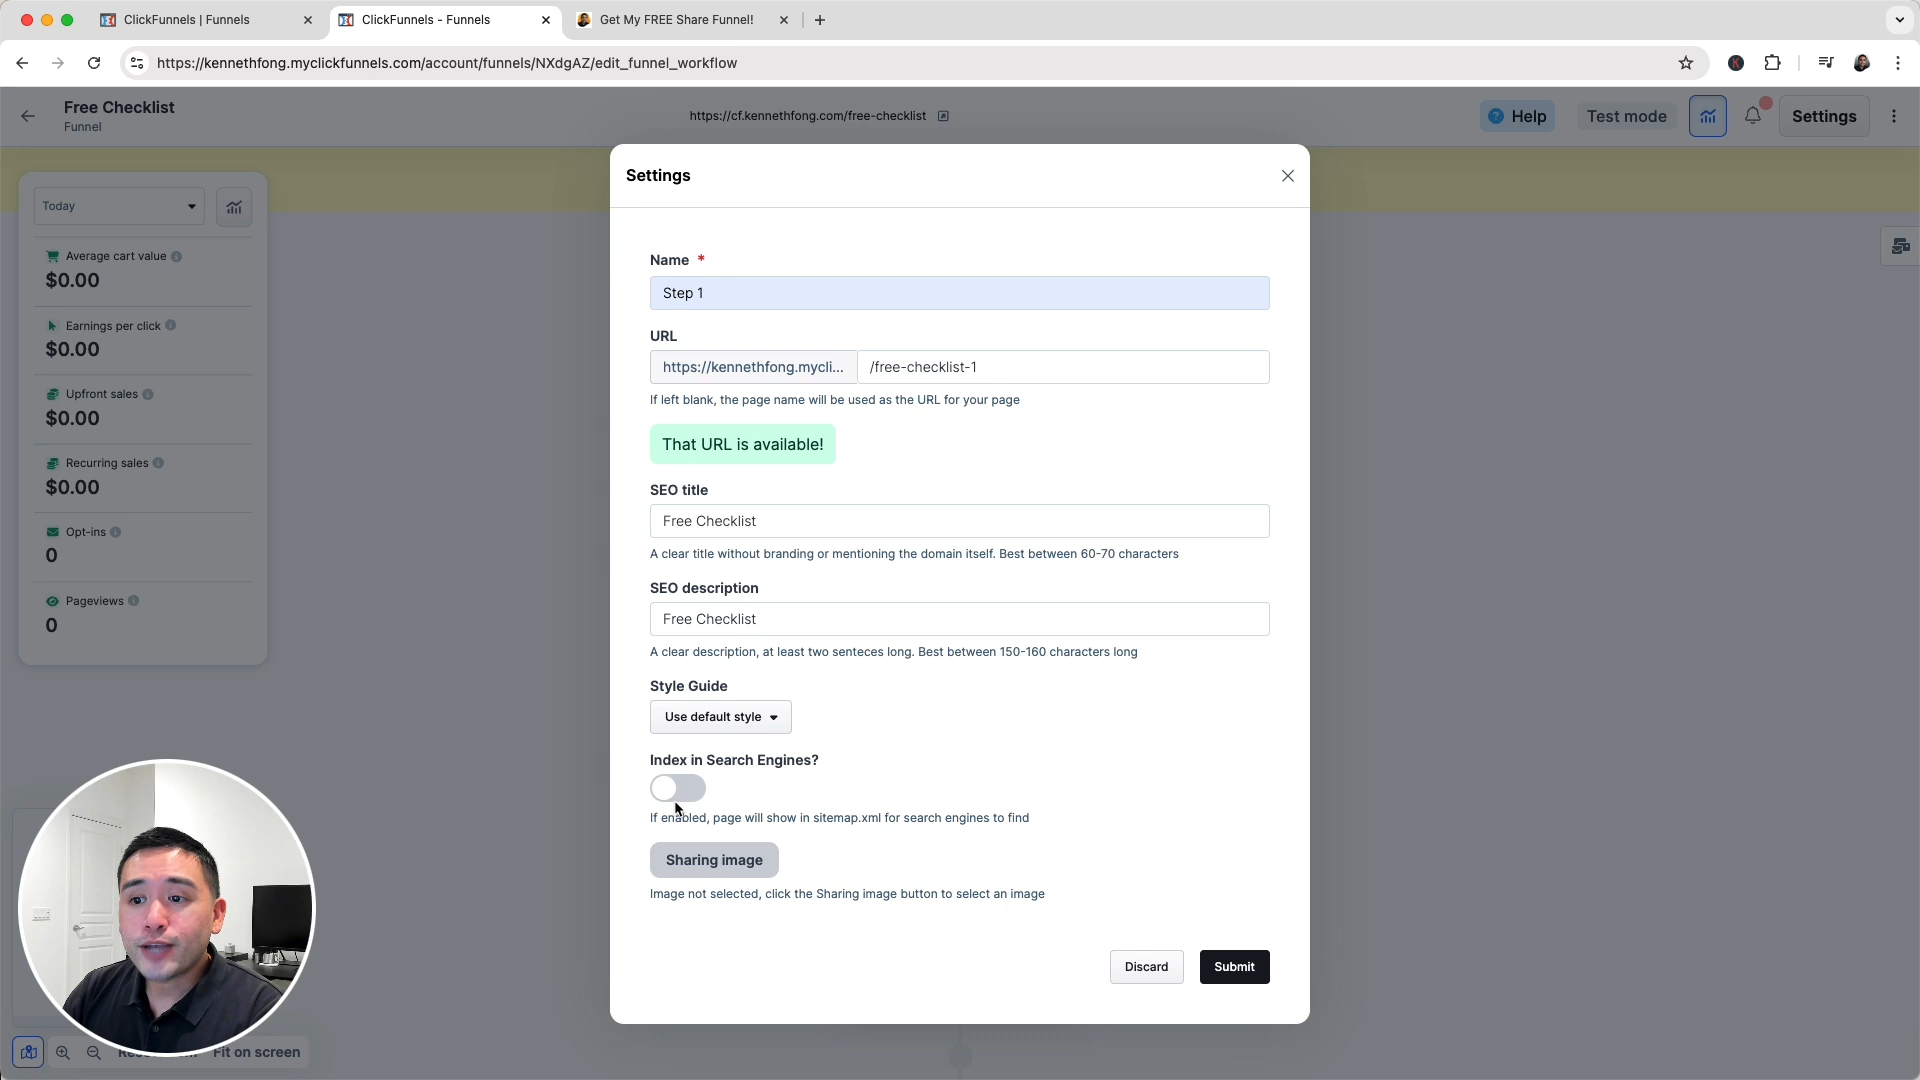 ClickFunnels | Funnels
ClickFunnels - Funnels
Get My FREE Share Funnel!
https://kennethfong.myclickfunnels.com/account/funnels/NXdgAZ/edit_funnel_workflow
Free Checklist
Funnel
https://cf.kennethfong.com/free-checklist
Help
Test mode
Settings
Today
Average cart value
$0.00
Earnings per click
$0.00
Upfront sales
$0.00
Recurring sales
$0.00
Opt-ins
0
Pageviews
0
Settings
Name *
Step 1
URL
https://kennethfong.mycli...
/free-checklist-1
If left blank, the page name will be used as the URL for your page
That URL is available!
SEO title
Free Checklist
A clear title without branding or mentioning the domain itself. Best between 60-70 characters
SEO description
Free Checklist
A clear description, at least two senteces long. Best between 150-160 characters long
Style Guide
Use default style
Index in Search Engines?
If enabled, page will show in sitemap.xml for search engines to find
Sharing image
Image not selected, click the Sharing image button to select an image
Discard
Submit
Fit on screen